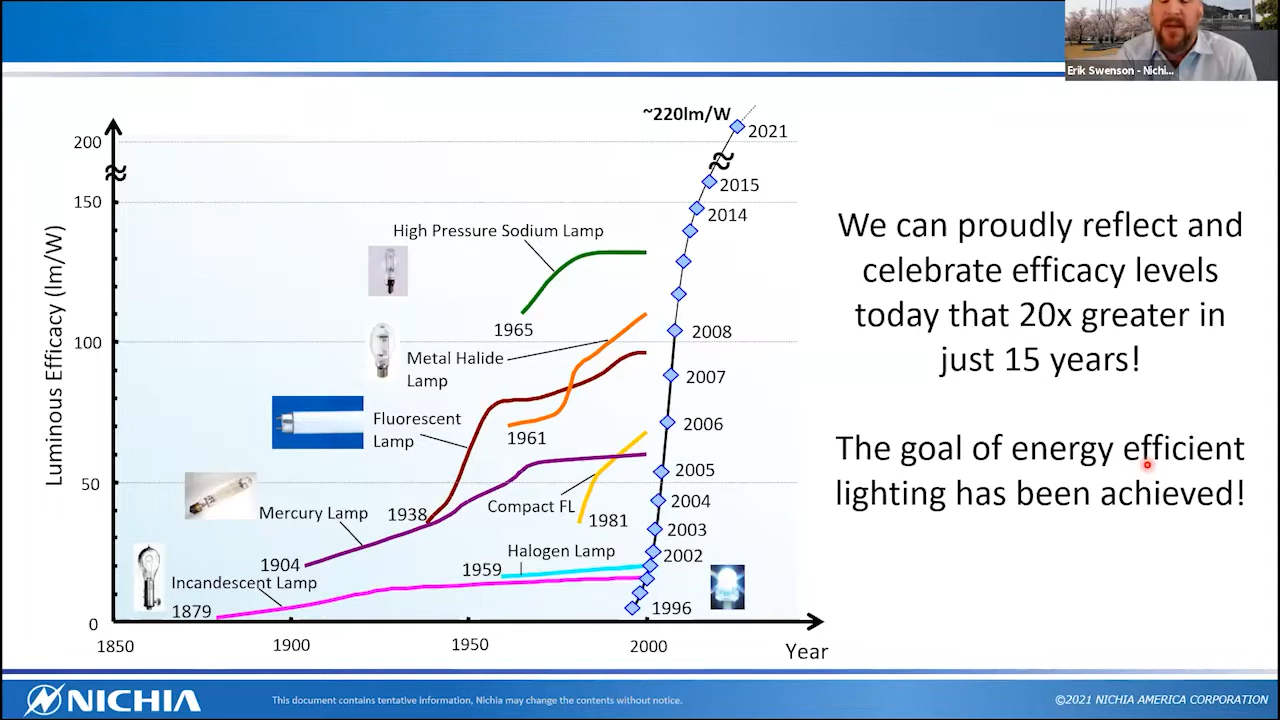 Erik Swenson - Nichi...
~220lm/W
2021
200
2015
150
2014
High Pressure Sodium Lamp
1965
2008
100
Metal Halide
Lamp
2007
Fluorescent
Lamp
1961
2006
2005
50
Compact FL
2004
Mercury Lamp
1938
1981
2003
Halogen Lamp
2002
1904
1959
Incandescent Lamp
1879
1996
0
1850
1900
1950
2000
Year
Luminous Efficacy (lm/W)
We can proudly reflect and
celebrate efficacy levels
today that 20x greater in
just 15 years!
The goal of energy efficient
lighting has been achieved!
NICHIA
This document contains tentative information, Nichia may change the contents without notice.
©2021 NICHIA AMERICA CORPORATION